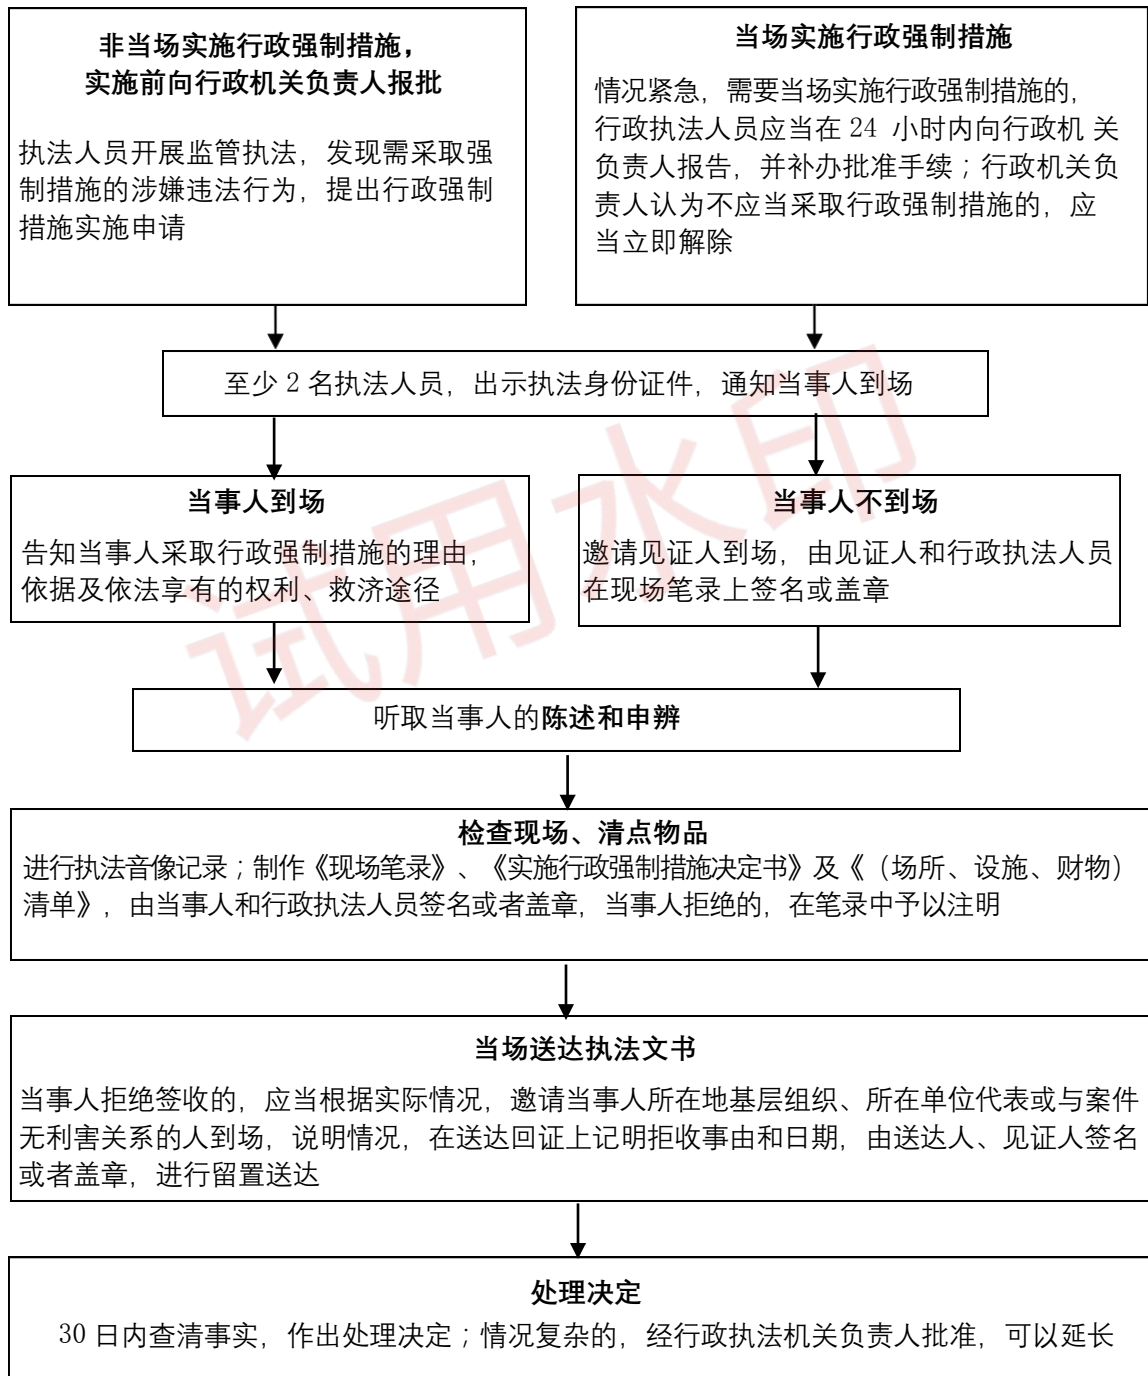 非当场实施行政强制措施，
实施前向行政机关负责人报批
执法人员开展监管执法，发现需采取强
制措施的涉嫌违法行为，提出行政强制
措施实施申请
当场实施行政强制措施
情况紧急，需要当场实施行政强制措施的，
行政执法人员应当在 24 小时内向行政机 关
负责人报告，并补办批准手续；行政机关负
责人认为不应当采取行政强制措施的，应
当立即解除
至少 2 名执法人员，出示执法身份证件，通知当事人到场
当事人到场
告知当事人采取行政强制措施的理由，
依据及依法享有的权利、救济途径
当事人不到场
邀请见证人到场，由见证人和行政执法人员
在现场笔录上签名或盖章
听取当事人的陈述和申辨
检查现场、清点物品
进行执法音像记录；制作《现场笔录》、《实施行政强制措施决定书》及《（场所、设施、财物）
清单》，由当事人和行政执法人员签名或者盖章，当事人拒绝的，在笔录中予以注明
当场送达执法文书
当事人拒绝签收的，应当根据实际情况，邀请当事人所在地基层组织、所在单位代表或与案件
无利害关系的人到场，说明情况，在送达回证上记明拒收事由和日期，由送达人、见证人签名
或者盖章，进行留置送达
处理决定
30 日内查清事实，作出处理决定；情况复杂的，经行政执法机关负责人批准，可以延长
试用水印